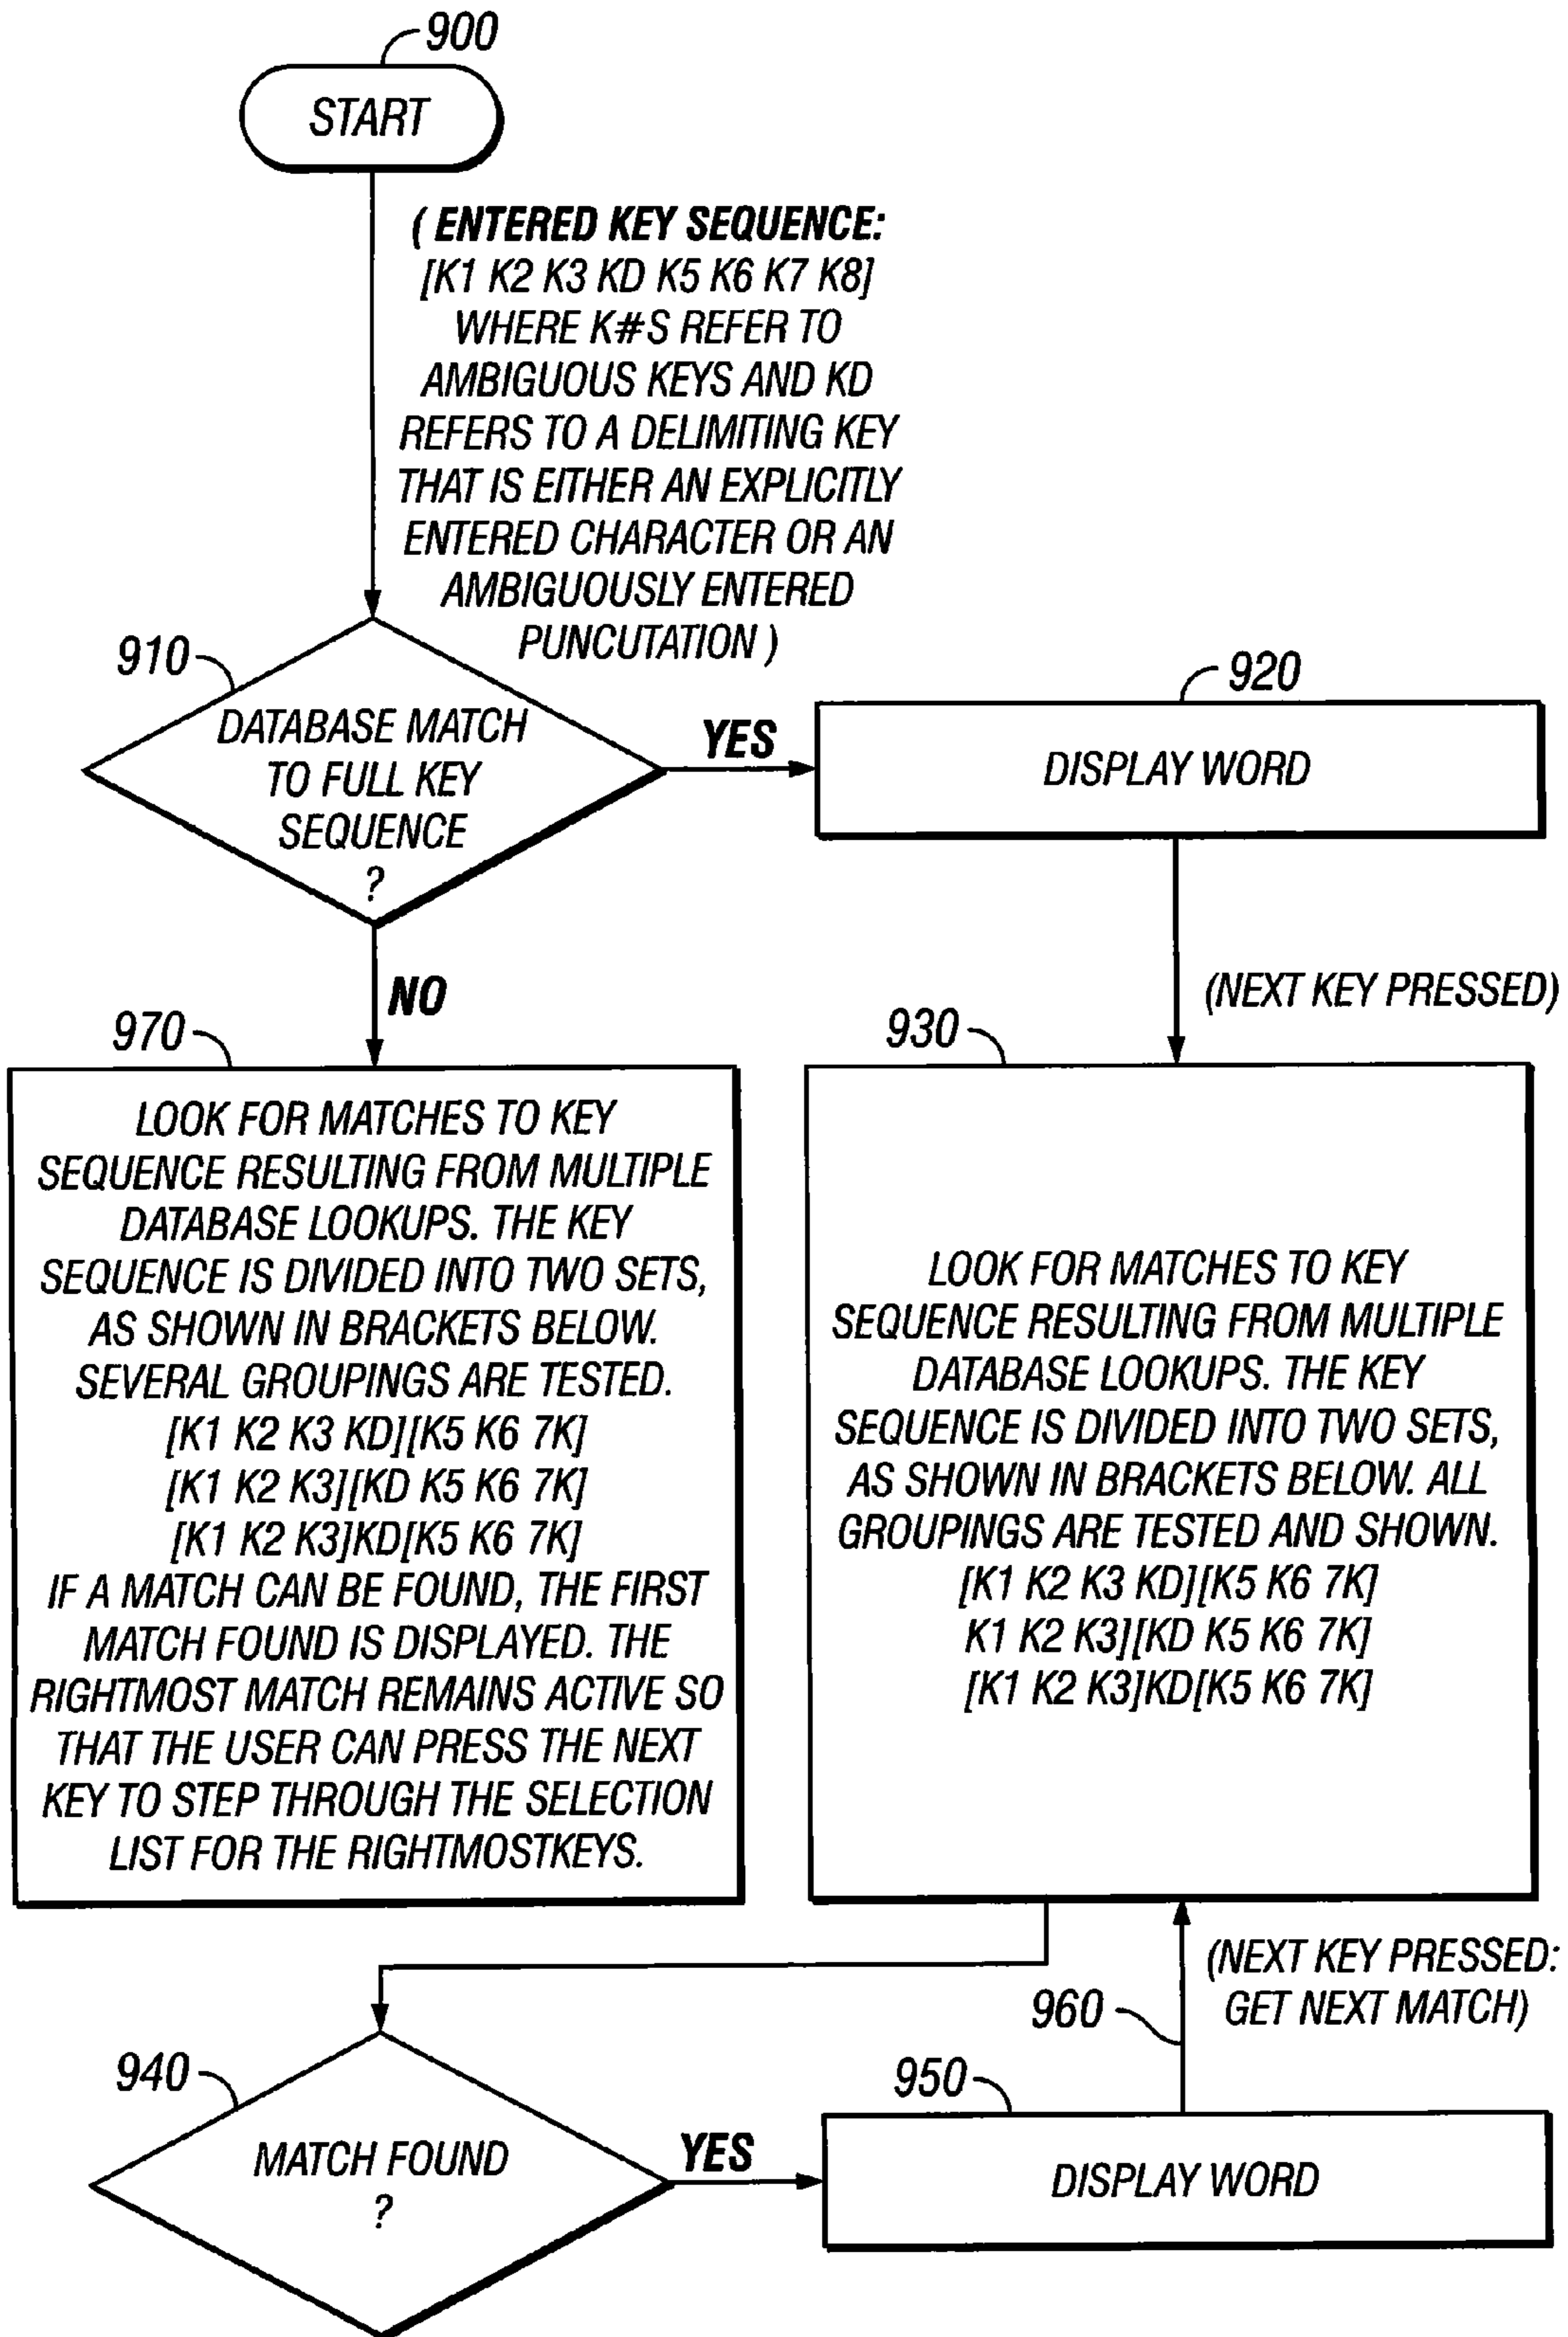 900
START
( ENTERED KEY SEQUENCE:
[K1 K2 K3 KD K5 K6 K7 K8]
WHERE K#S REFER TO
AMBIGUOUS KEYS AND KD
REFERS TO A DELIMITING KEY
THAT IS EITHER AN EXPLICITLY
ENTERED CHARACTER OR AN
AMBIGUOUSLY ENTERED
PUNCUTATION )
910
DATABASE MATCH
TO FULL KEY
SEQUENCE
?
YES
920
DISPLAY WORD
NO
(NEXT KEY PRESSED)
970
LOOK FOR MATCHES TO KEY
SEQUENCE RESULTING FROM MULTIPLE
DATABASE LOOKUPS. THE KEY
SEQUENCE IS DIVIDED INTO TWO SETS,
AS SHOWN IN BRACKETS BELOW.
SEVERAL GROUPINGS ARE TESTED.
[K1 K2 K3 KD][K5 K6 7K]
[K1 K2 K3][KD K5 K6 7K]
[K1 K2 K3]KD[K5 K6 7K]
IF A MATCH CAN BE FOUND, THE FIRST
MATCH FOUND IS DISPLAYED. THE
RIGHTMOST MATCH REMAINS ACTIVE SO
THAT THE USER CAN PRESS THE NEXT
KEY TO STEP THROUGH THE SELECTION
LIST FOR THE RIGHTMOSTKEYS.
930
LOOK FOR MATCHES TO KEY
SEQUENCE RESULTING FROM MULTIPLE
DATABASE LOOKUPS. THE KEY
SEQUENCE IS DIVIDED INTO TWO SETS,
AS SHOWN IN BRACKETS BELOW. ALL
GROUPINGS ARE TESTED AND SHOWN.
[K1 K2 K3 KD][K5 K6 7K]
K1 K2 K3][KD K5 K6 7K]
[K1 K2 K3]KD[K5 K6 7K]
(NEXT KEY PRESSED:
GET NEXT MATCH)
960
940
MATCH FOUND
?
YES
950
DISPLAY WORD